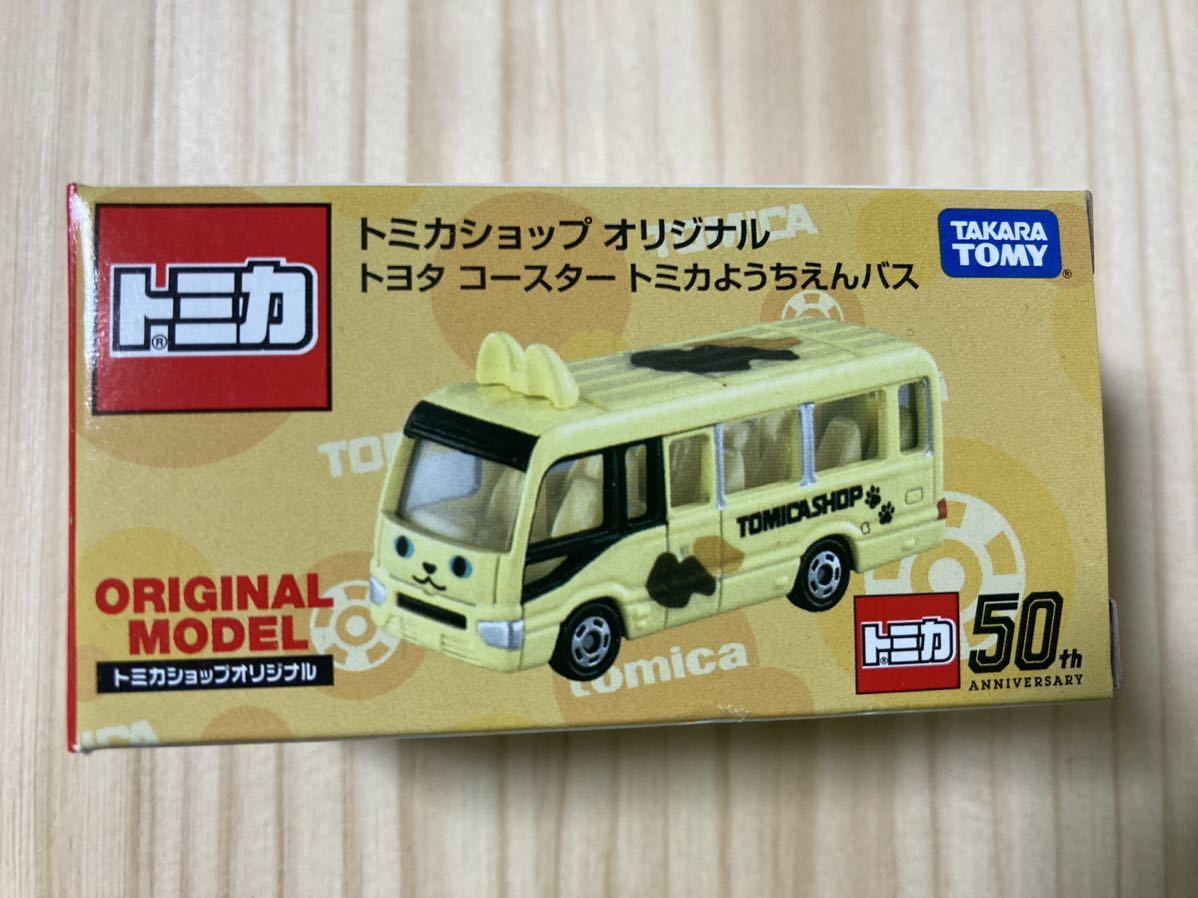 トミカ
トミカショップ オリジナル
トヨタ コースター トミカようちえんバス
TAKARA
TOMY
TOMICA
TOMICASHOP
ORIGINAL
MODEL
トミカショップオリジナル
tomica
トミカ
50th
ANNIVERSARY